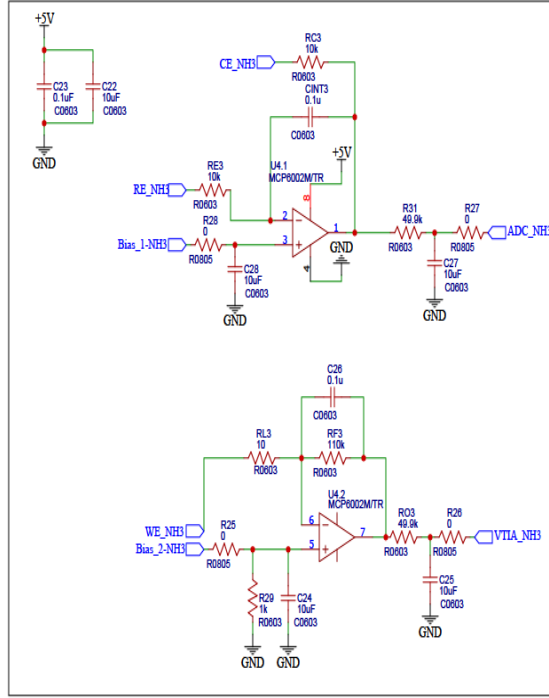 +5V
C23
0.1uF
C0603
C22
10uF
C0603
GND
CE_NH3
RC3
10k
R0603
CINT3
0.1u
C0603
U4.1
MCP6002M/TR
+5V
RE_NH3
RE3
10k
R0603
8
2
1
3
4
GND
Bias_1-NH3
R28
0
R0805
C28
10uF
C0603
GND
R31
49.9k
R0603
R27
0
R0805
ADC_NH3
C27
10uF
C0603
GND
C26
0.1u
C0603
RL3
10
R0603
RF3
110k
R0603
U4.2
MCP6002M/TR
WE_NH3
Bias_2-NH3
R25
0
R0805
6
5
7
RO3
49.9k
R0603
R26
0
R0805
VTIA_NH3
R29
1k
R0603
GND
C24
10uF
C0603
GND
C25
10uF
C0603
GND